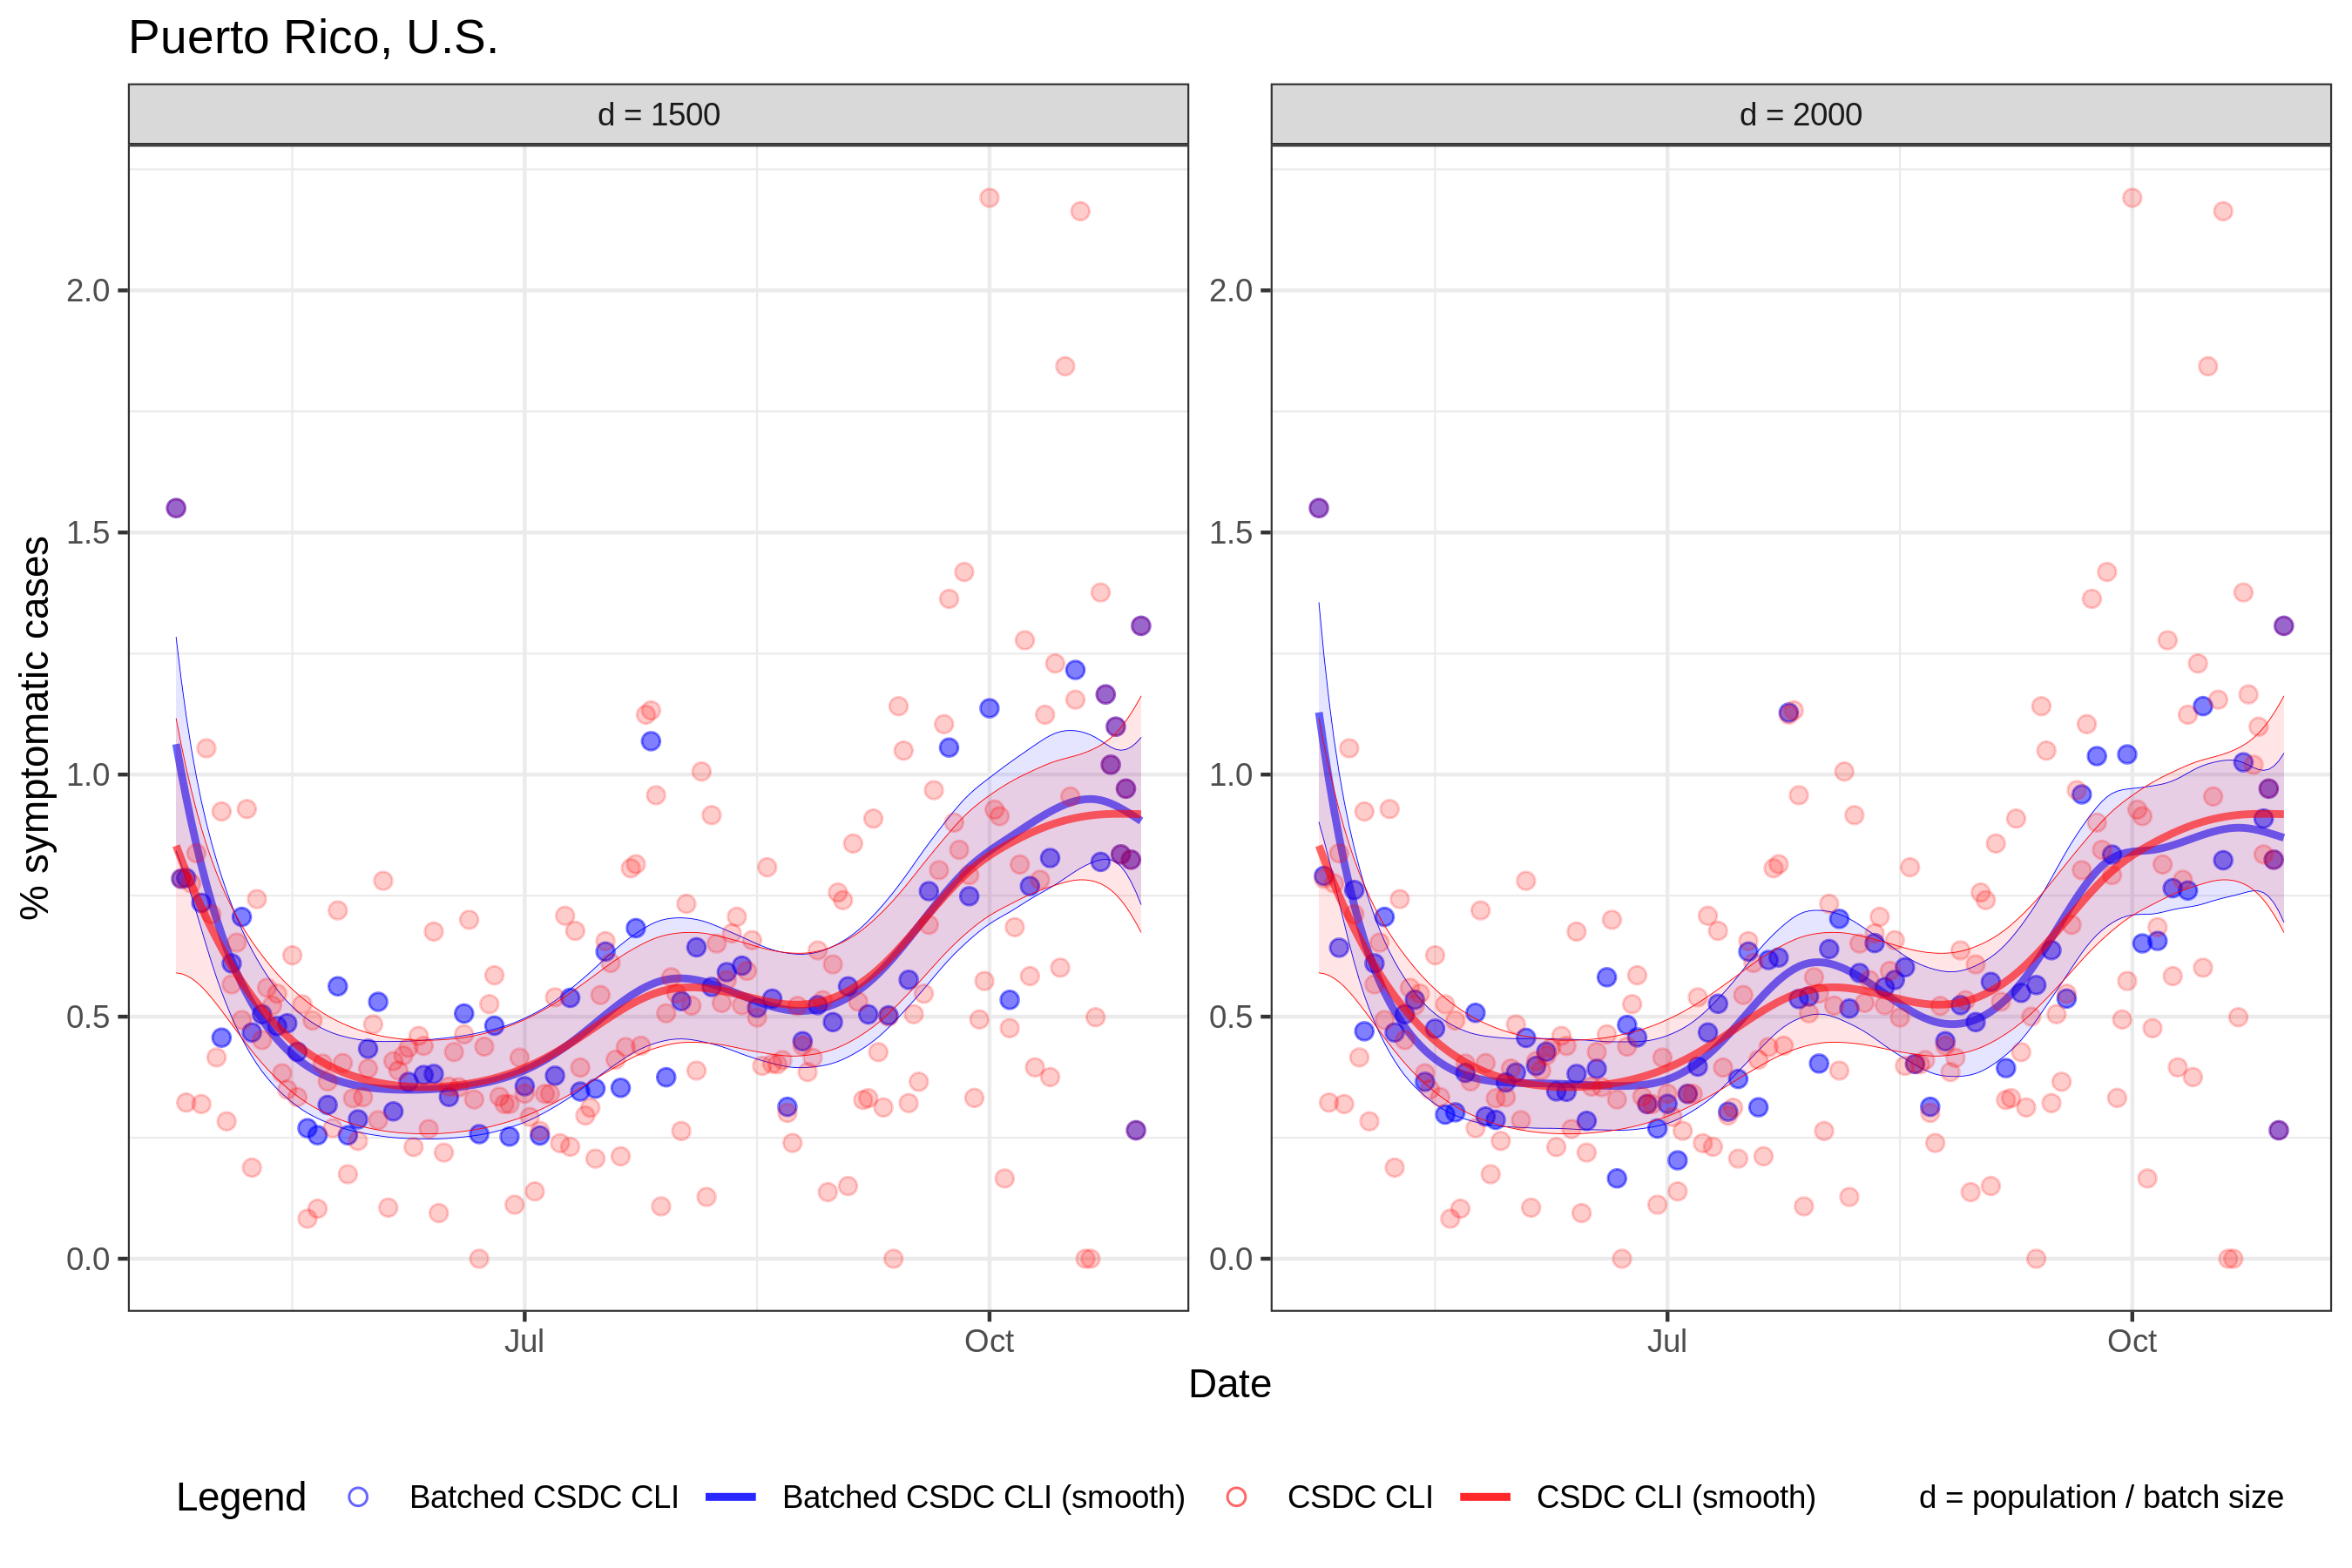 Puerto Rico, U.S.
d = 1500
d = 2000
% symptomatic cases
2.0
1.5
1.0
0.5
0.0
2.0
1.5
1.0
0.5
0.0
Jul
Oct
Jul
Oct
Date
Legend
Batched CSDC CLI
Batched CSDC CLI (smooth)
CSDC CLI
CSDC CLI (smooth)
d = population / batch size